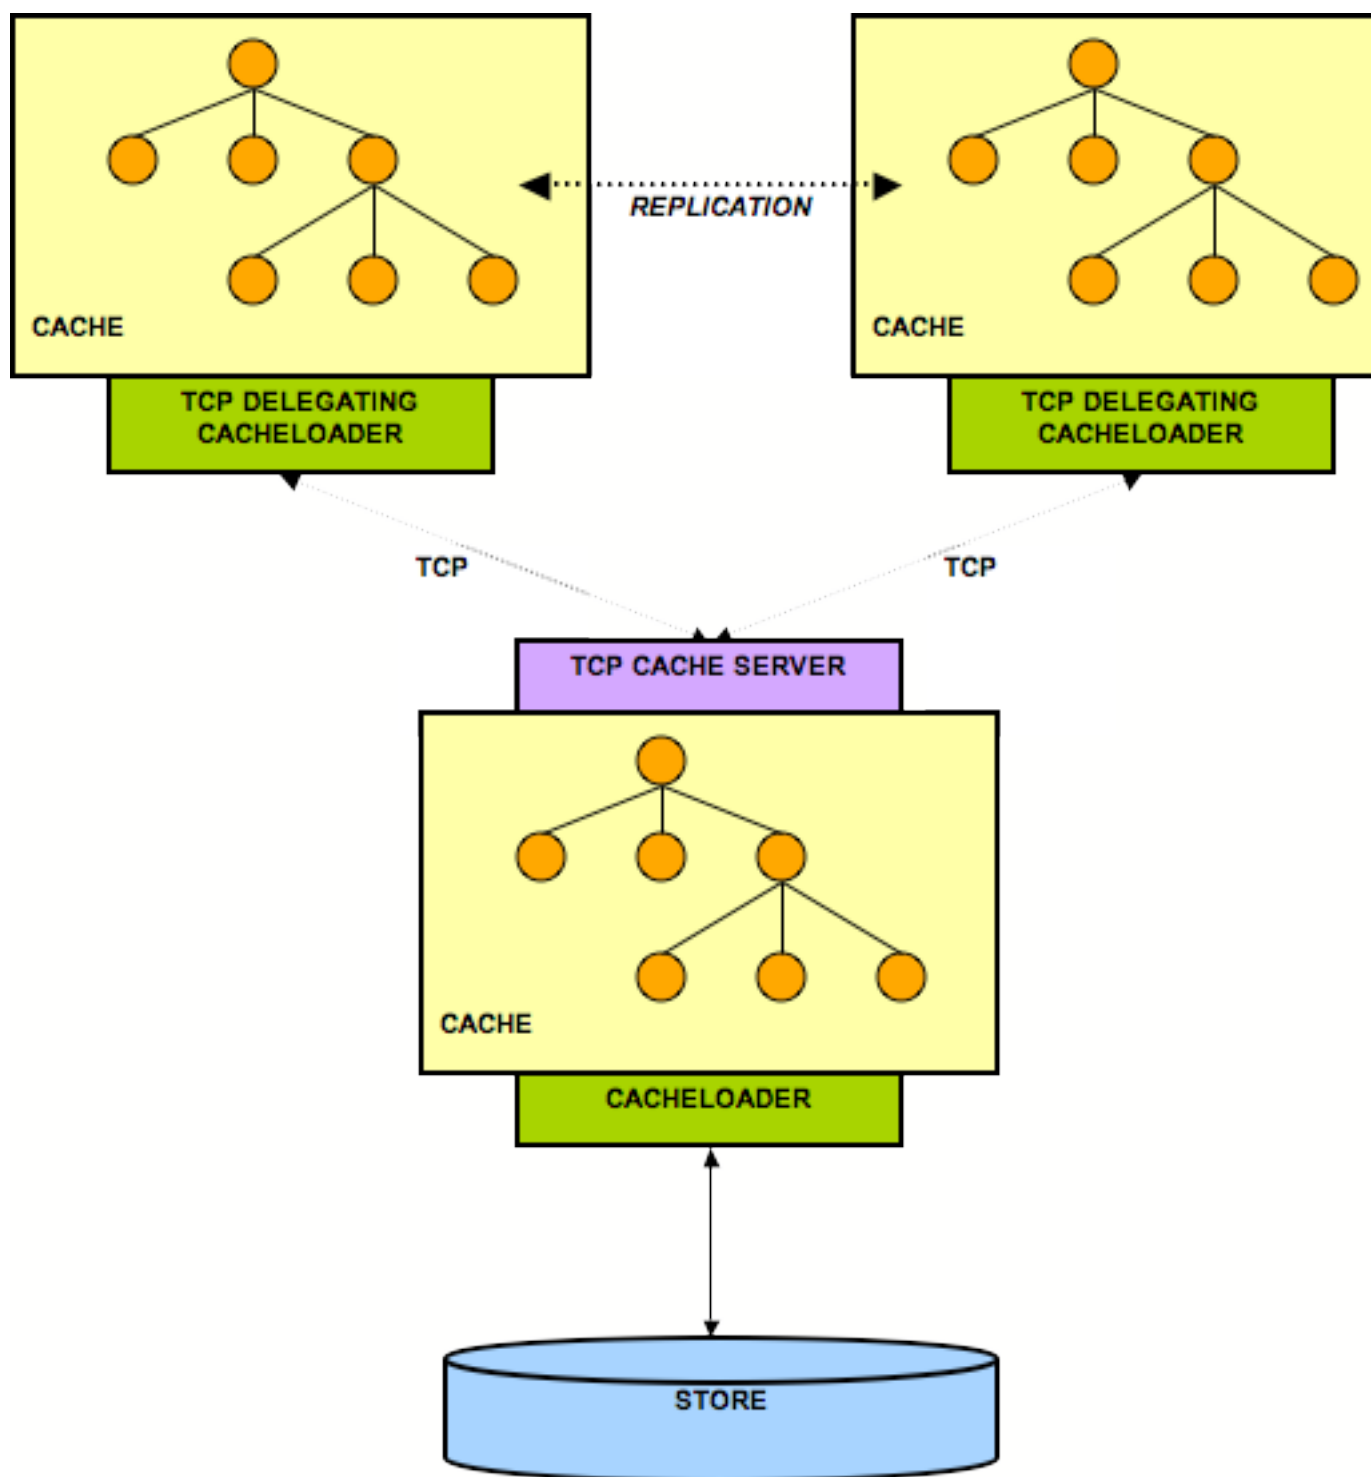 REPLICATION
CACHE
CACHE
TCP DELEGATING
CACHELOADER
TCP DELEGATING
CACHELOADER
TCP
TCP
TCP CACHE SERVER
CACHE
CACHELOADER
STORE